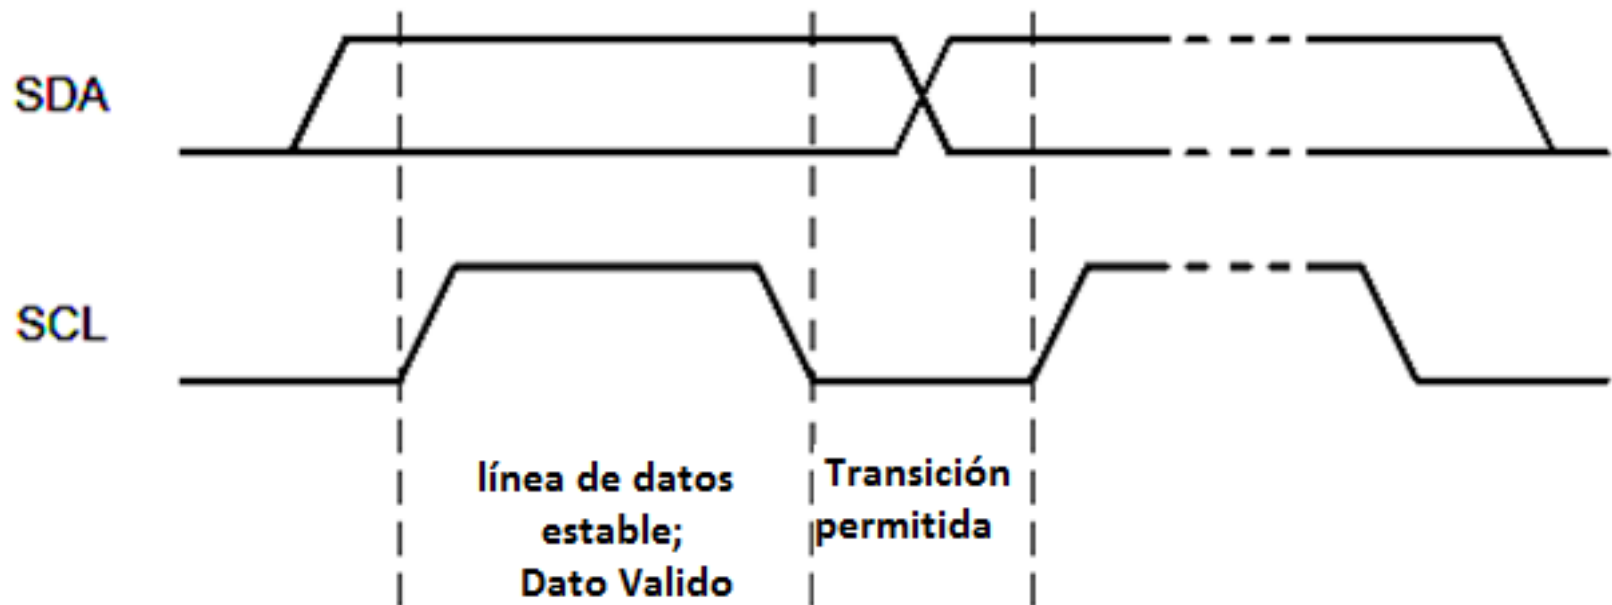 SDA
SCL
línea de datos
estable;
Dato Valido
Transición
permitida